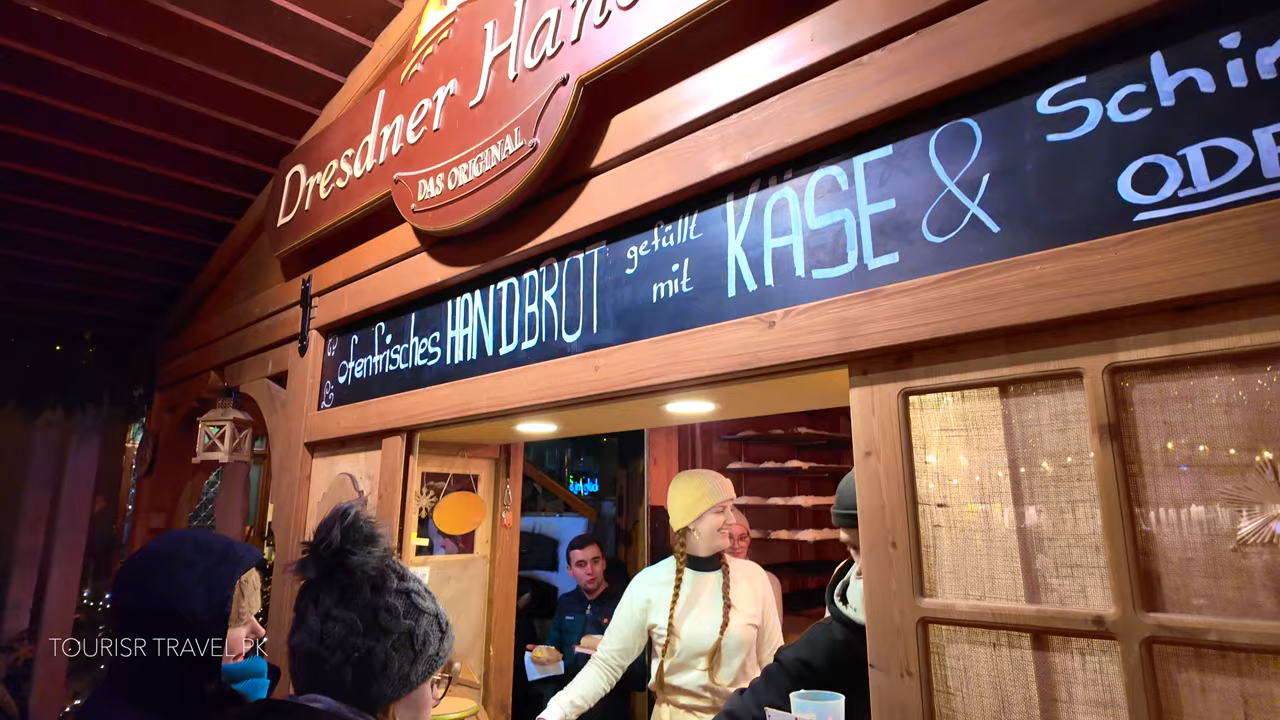 Dresdner Han
DAS ORIGINAL
ofenfrisches HANDBROT gefüllt mit KÄSE & Schin
ODE
TOURISR TRAVEL PK